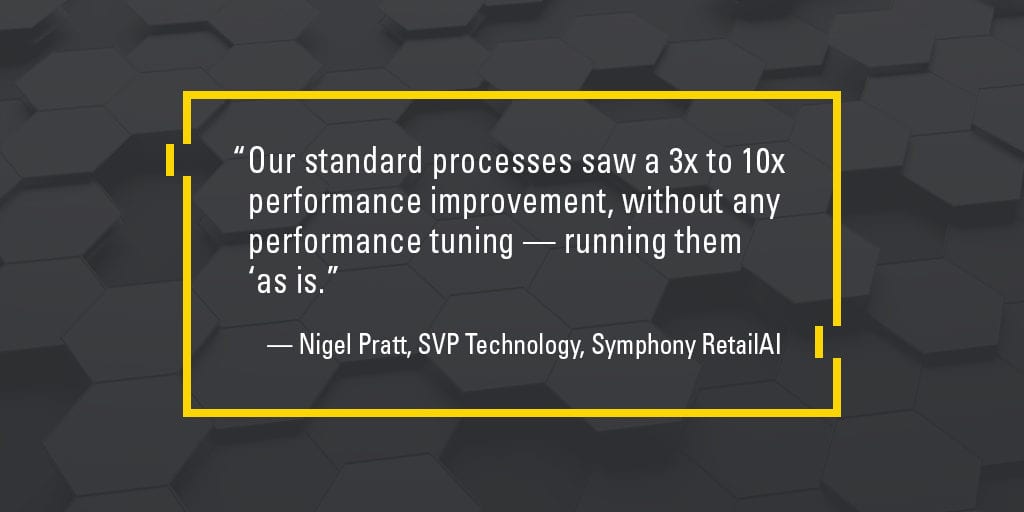 “Our standard processes saw a 3x to 10x
performance improvement, without any
performance tuning — running them
‘as is.”
— Nigel Pratt, SVP Technology, Symphony RetailAI